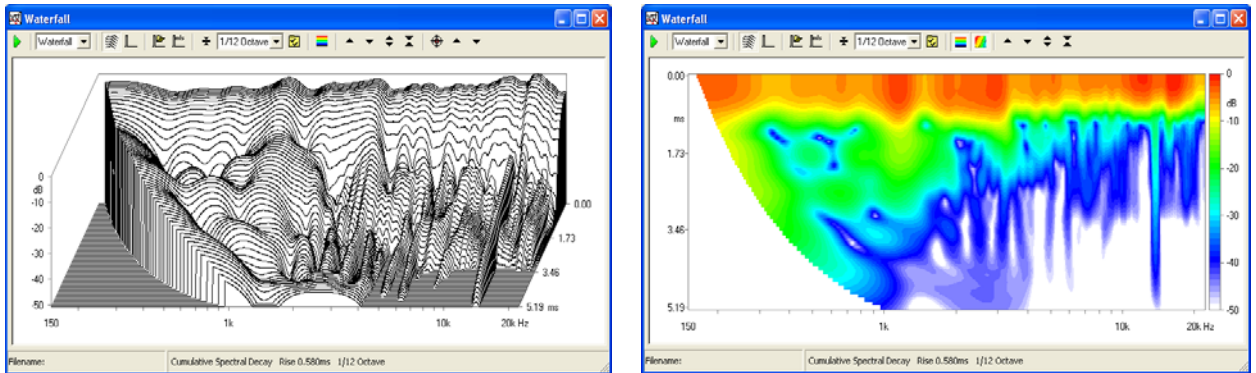 Waterfall
Waterfall 1/12 Octave
0
dB
-10
-20
-30
-40
-50
0.00
1.73
3.46
5.19 ms
150 1k 10k 20k Hz
Filename: Cumulative Spectral Decay Rise 0.580ms 1/12 Octave
Waterfall
Waterfall 1/12 Octave
0.00
ms
1.73
3.46
5.19
0
dB
-10
-20
-30
-40
-50
150 1k 10k 20k Hz
Filename: Cumulative Spectral Decay Rise 0.580ms 1/12 Octave